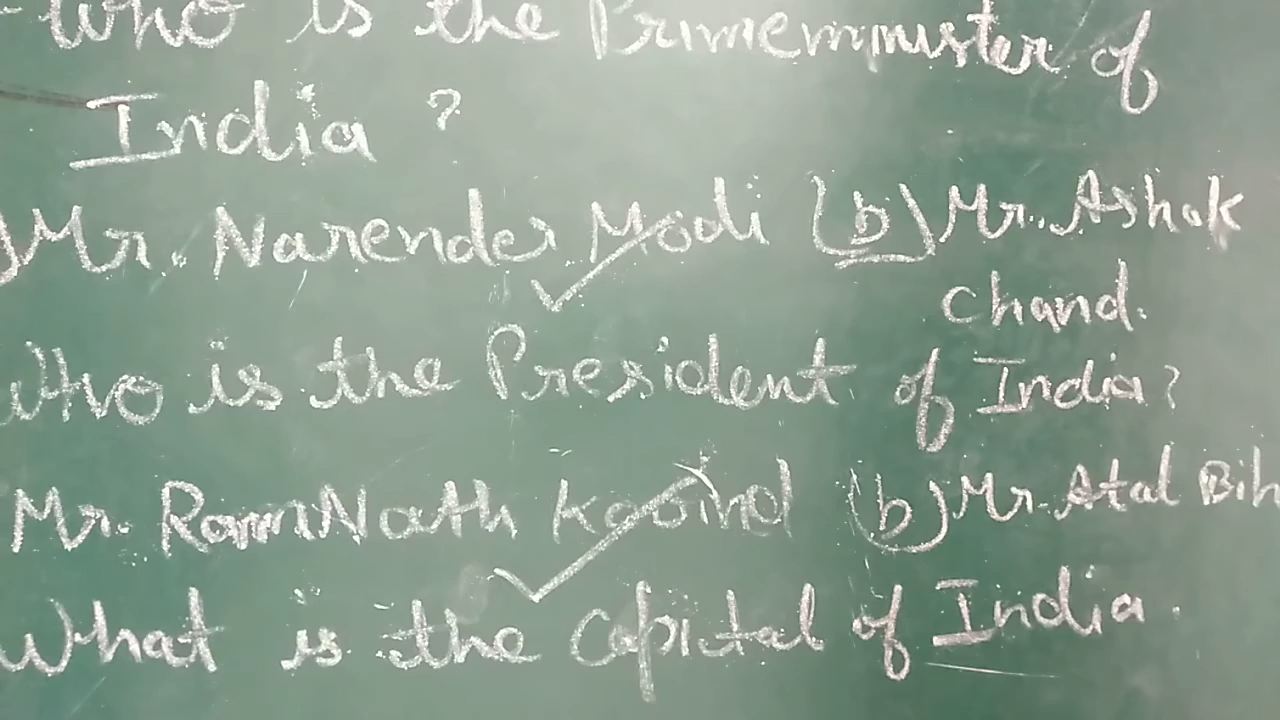 Who is the Primeminister of
India ?
)Mr. Narender Modi (b) Mr. Ashok
Chand.
Who is the President of India?
Mr. RamNath Kovind (b) Mr. Atal Bih
What is the Capital of India.